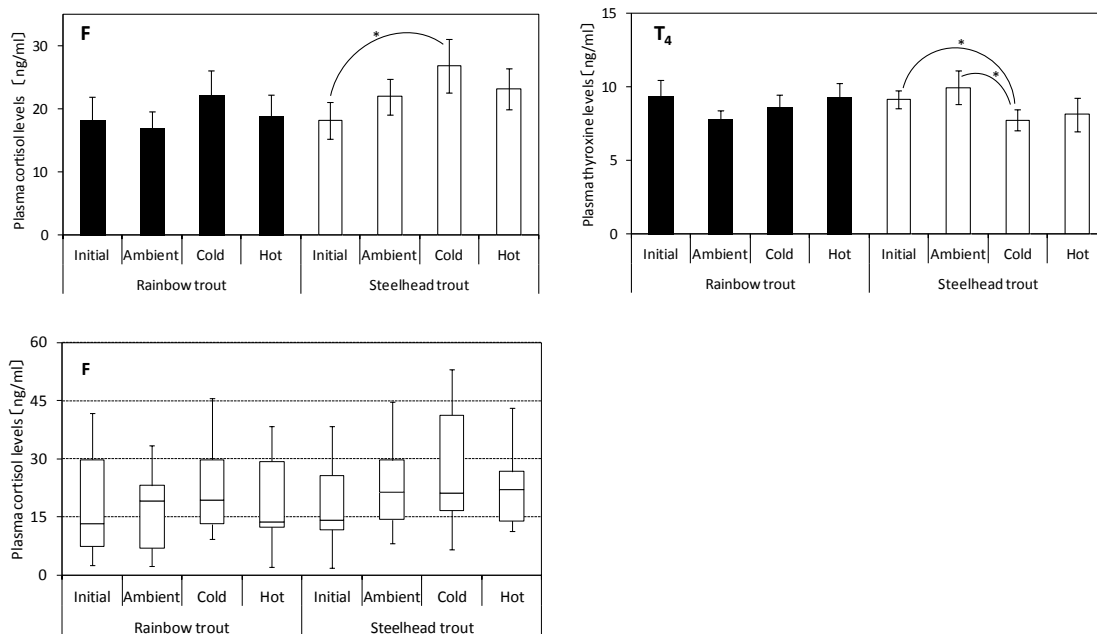 F
Plasma cortisol levels 〔ng/ml〕
30
20
10
0
*
Initial Ambient Cold Hot Initial Ambient Cold Hot
Rainbow trout Steelhead trout
T4
Plasma thyroxine levels〔ng/ml〕
15
10
5
0
*
*
Initial Ambient Cold Hot Initial Ambient Cold Hot
Rainbow trout Steelhead trout
F
Plasma cortisol levels〔ng/ml〕
60
45
30
15
0
Initial Ambient Cold Hot Initial Ambient Cold Hot
Rainbow trout Steelhead trout